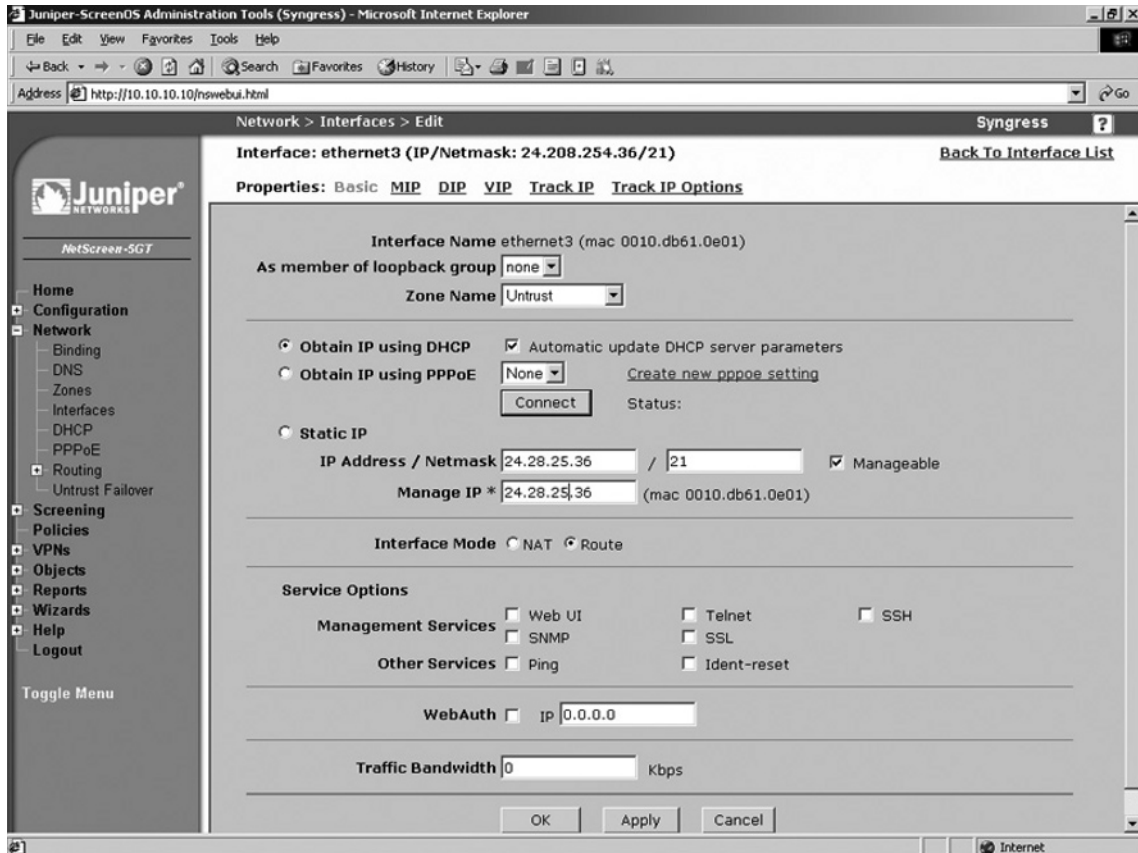 Juniper-ScreenOS Administration Tools (Syngress) - Microsoft Internet Explorer
File Edit View Favorites Tools Help
Back Search Favorites History
Address http://10.10.10.10/nswebui.html Go
Network > Interfaces > Edit Syngress ?
Interface: ethernet3 (IP/Netmask: 24.208.254.36/21) Back To Interface List
Properties: Basic MIP DIP VIP Track IP Track IP Options
Juniper®
NETWORKS
NetScreen-5GT
Home
Configuration
Network
Binding
DNS
Zones
Interfaces
DHCP
PPPoE
Routing
Untrust Failover
Screening
Policies
VPNs
Objects
Reports
Wizards
Help
Logout
Toggle Menu
Interface Name ethernet3 (mac 0010.db61.0e01)
As member of loopback group none
Zone Name Untrust
Obtain IP using DHCP Automatic update DHCP server parameters
Obtain IP using PPPoE None Create new pppoe setting
Connect Status:
Static IP
IP Address / Netmask 24.28.25.36 / 21 Manageable
Manage IP * 24.28.25.36 (mac 0010.db61.0e01)
Interface Mode NAT Route
Service Options
Management Services Web UI Telnet SSH
SNMP SSL
Other Services Ping Ident-reset
WebAuth IP 0.0.0.0
Traffic Bandwidth 0 Kbps
OK Apply Cancel
Internet